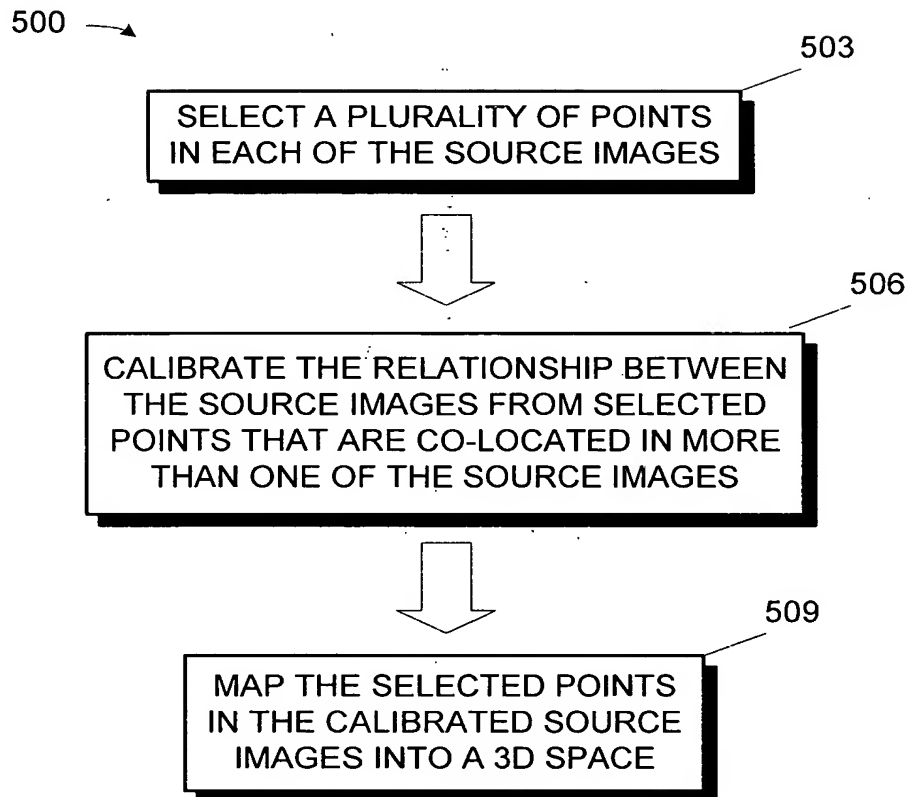 500
503
SELECT A PLURALITY OF POINTS
IN EACH OF THE SOURCE IMAGES
506
CALIBRATE THE RELATIONSHIP BETWEEN
THE SOURCE IMAGES FROM SELECTED
POINTS THAT ARE CO-LOCATED IN MORE
THAN ONE OF THE SOURCE IMAGES
509
MAP THE SELECTED POINTS
IN THE CALIBRATED SOURCE
IMAGES INTO A 3D SPACE